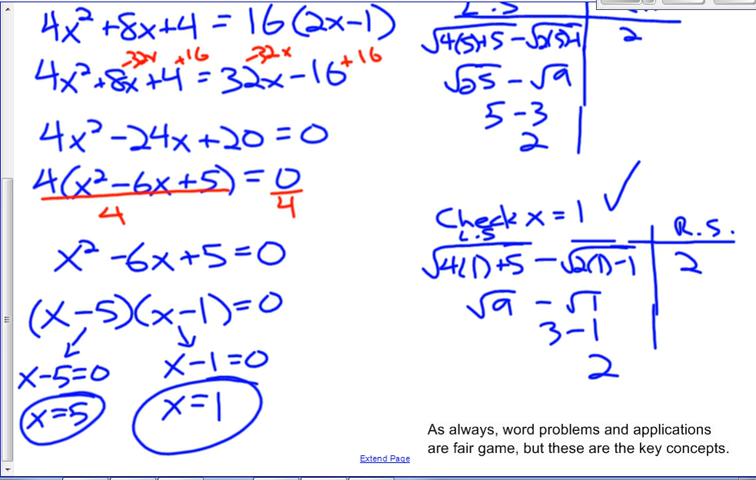 4x² + 8x + 4 = 16(2x - 1)
-32x +16 -32x +16
4x² + 8x + 4 = 32x - 16
4x² - 24x + 20 = 0
4(x² - 6x + 5) = 0
4 4
x² - 6x + 5 = 0
(x - 5)(x - 1) = 0
x - 5 = 0 x - 1 = 0
x = 5 x = 1
L.S
√4(5)+5 - √2(5)-1 2
√25 - √9
5 - 3
2
Check x = 1 ✓
L.S R.S.
√4(1)+5 - √2(1)-1 2
√9 - √1
3 - 1
2
As always, word problems and applications
are fair game, but these are the key concepts.
Extend Page